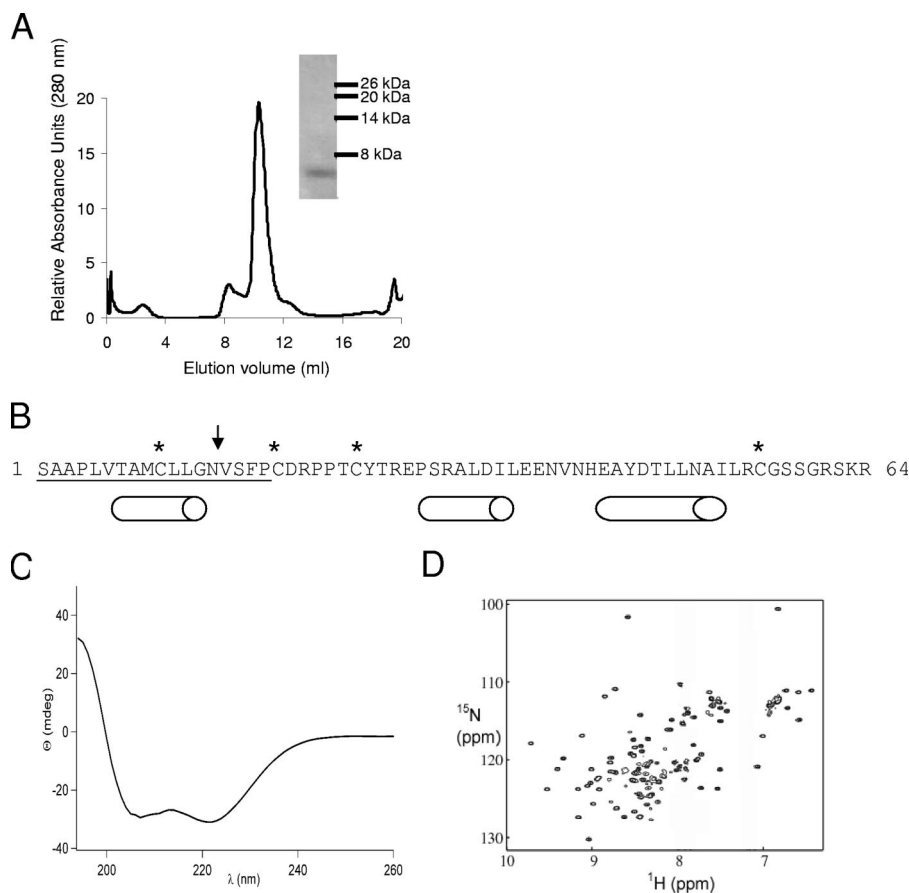 A
Relative Absorbance Units (280 nm)
20
15
10
5
0
0 4 8 12 16 20
Elution volume (ml)
26 kDa
20 kDa
14 kDa
8 kDa
B
* * * *
1 SAAPLVTAMCLLGNVSFPCDRPPTCYTREPSRALDILEENVNHEAYDTLLNAILRCGSSGRSKR 64
C
Θ (mdeg)
40
20
0
-20
-40
200 220 240 260
λ (nm)
D
15N
(ppm)
100
110
120
130
10 9 8 7
1H (ppm)